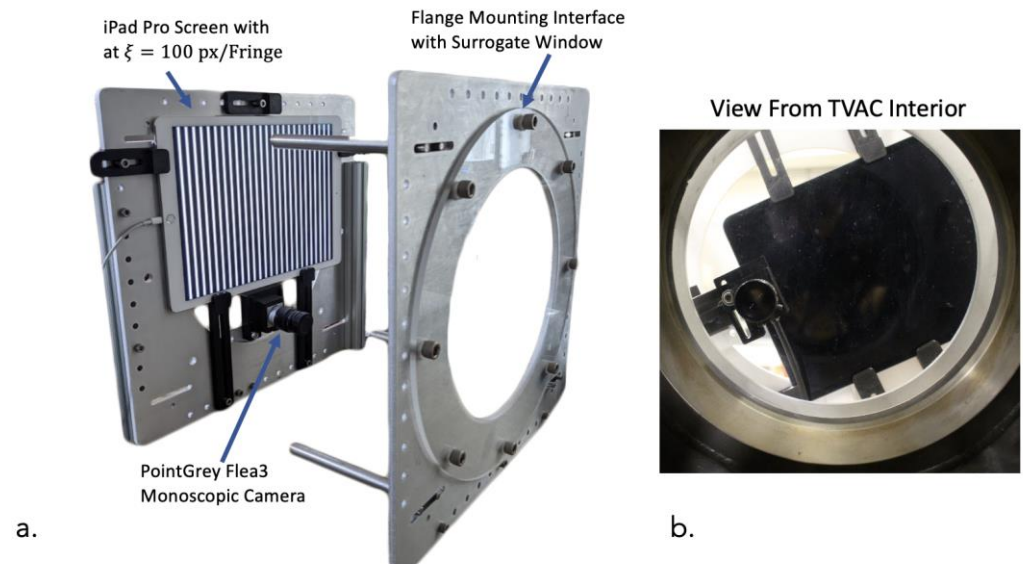 iPad Pro Screen with
at ξ = 100 px/Fringe
Flange Mounting Interface
with Surrogate Window
View From TVAC Interior
PointGrey Flea3
Monoscopic Camera
a.
b.